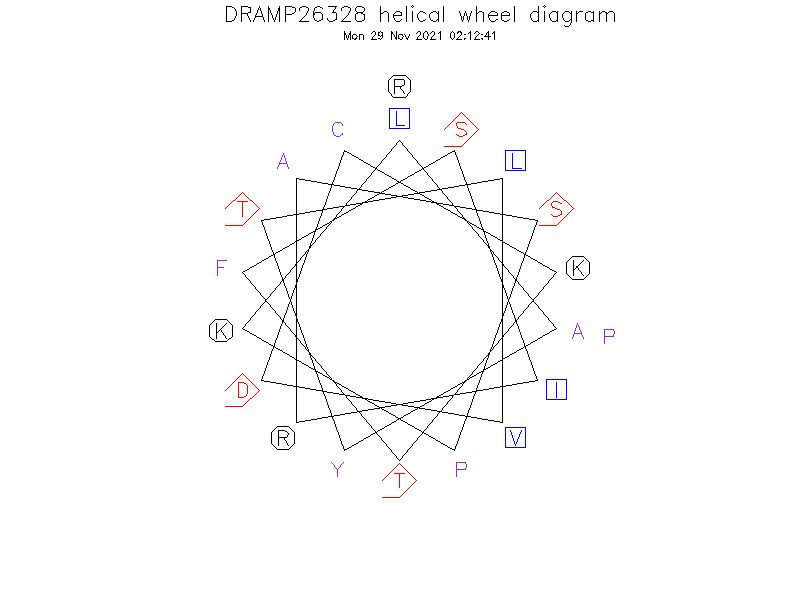 DRAMP26328 helical wheel diagram
Mon 29 Nov 2021 02:12:41
R
L
C
S
A
L
T
S
F
K
K
A P
D
I
R
V
Y
P
T